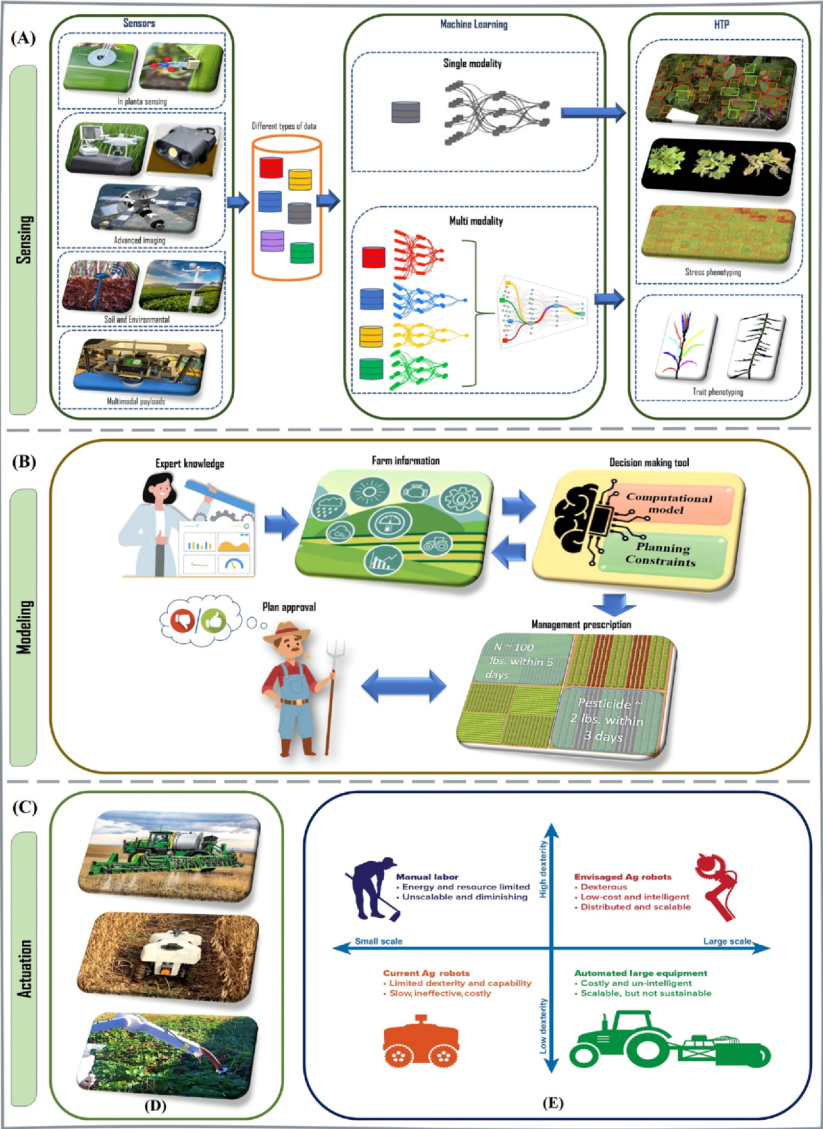 (A)
Sensing
Sensors
In planta sensing
Advanced imaging
Soil and Environmental
Multimodal payloads
Different types of data
Machine Learning
Single modality
Multi modality
HTP
Stress phenotyping
Trait phenotyping
(B)
Modeling
Expert knowledge
Farm information
Decision making tool
Computational
model
Planning
Constraints
Plan approval
Management prescription
N ~ 100
lbs. within 5
days
Pesticide ~
2 lbs. within
3 days
(C)
Actuation
(D)
High dexterity
Low dexterity
Small scale
Large scale
Manual labor
• Energy and resource limited
• Unscalable and diminishing
Envisaged Ag robots
• Dexterous
• Low-cost and intelligent
• Distributed and scalable
Current Ag robots
• Limited dexterity and capability
• Slow, ineffective, costly
Automated large equipment
• Costly and un-intelligent
• Scalable, but not sustainable
(E)